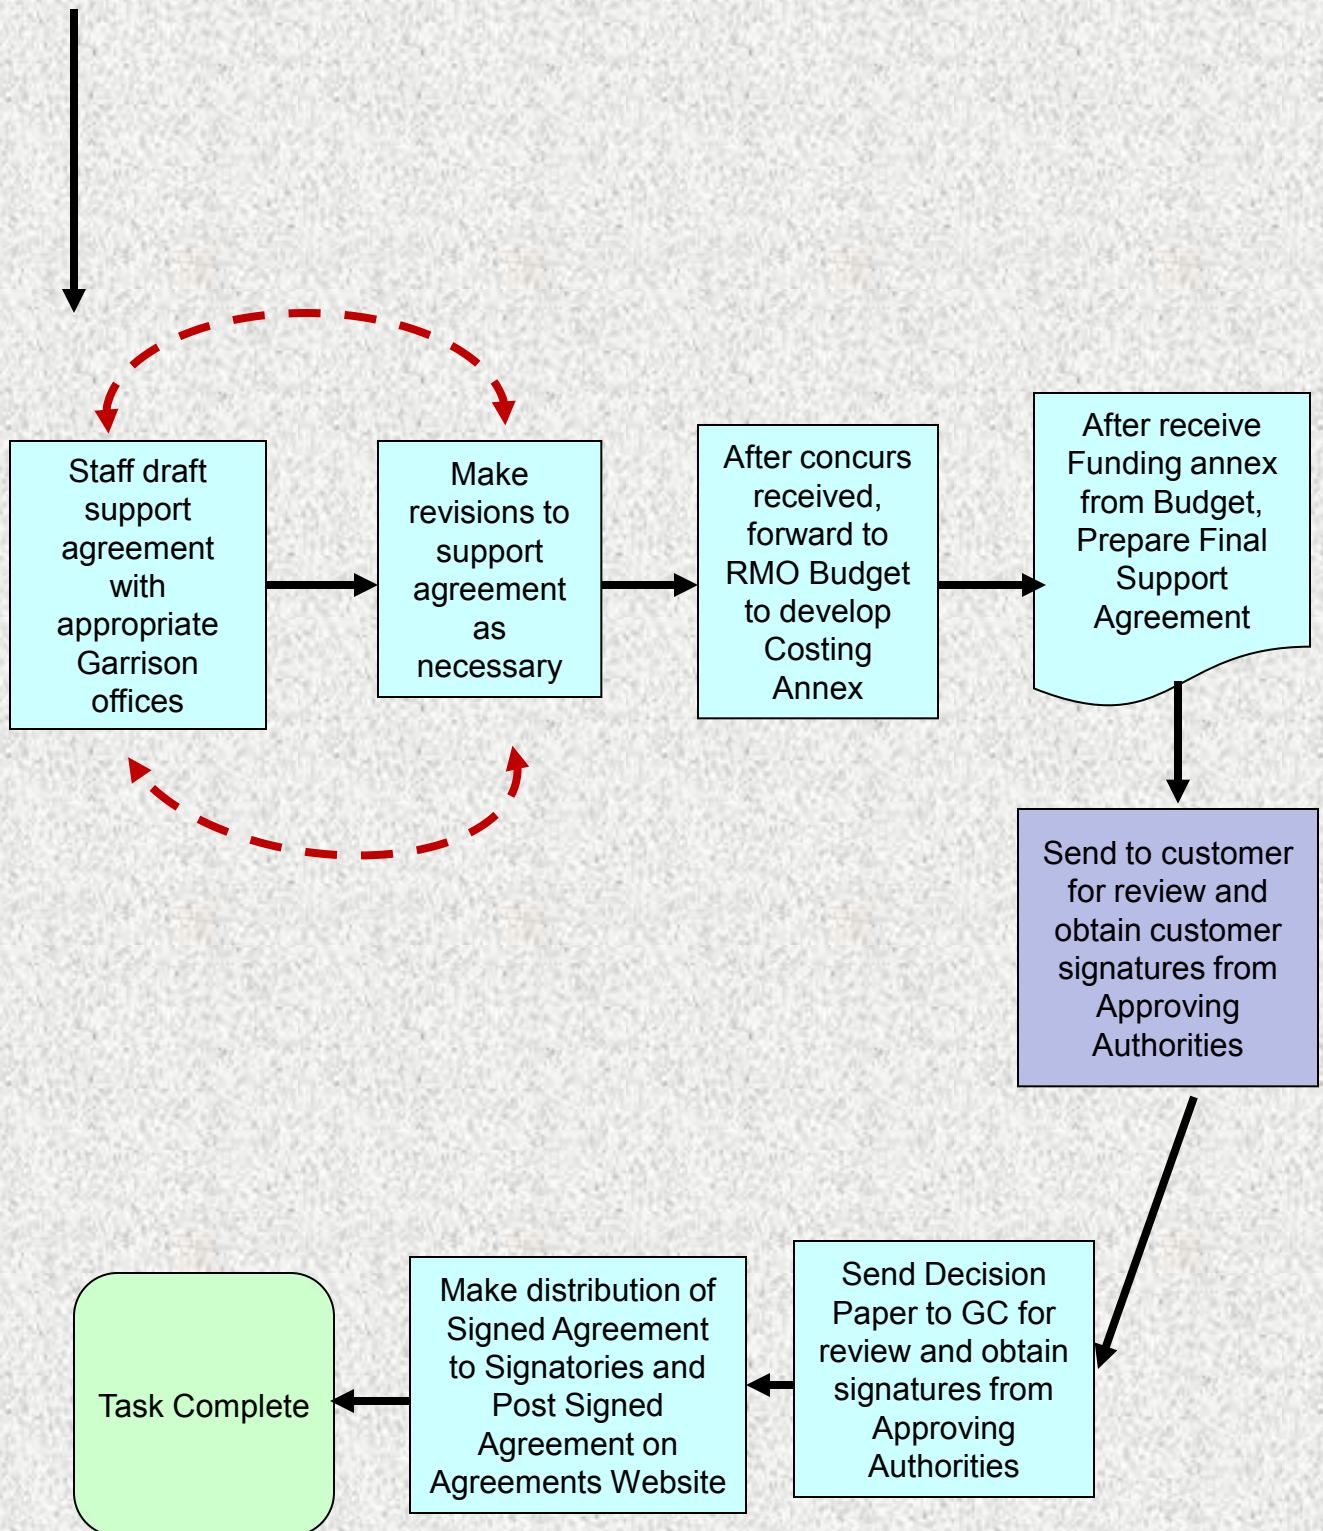 Staff draft
support
agreement
with
appropriate
Garrison
offices
Make
revisions to
support
agreement
as
necessary
After concurs
received,
forward to
RMO Budget
to develop
Costing
Annex
After receive
Funding annex
from Budget,
Prepare Final
Support
Agreement
Send to customer
for review and
obtain customer
signatures from
Approving
Authorities
Send Decision
Paper to GC for
review and obtain
signatures from
Approving
Authorities
Make distribution of
Signed Agreement
to Signatories and
Post Signed
Agreement on
Agreements Website
Task Complete